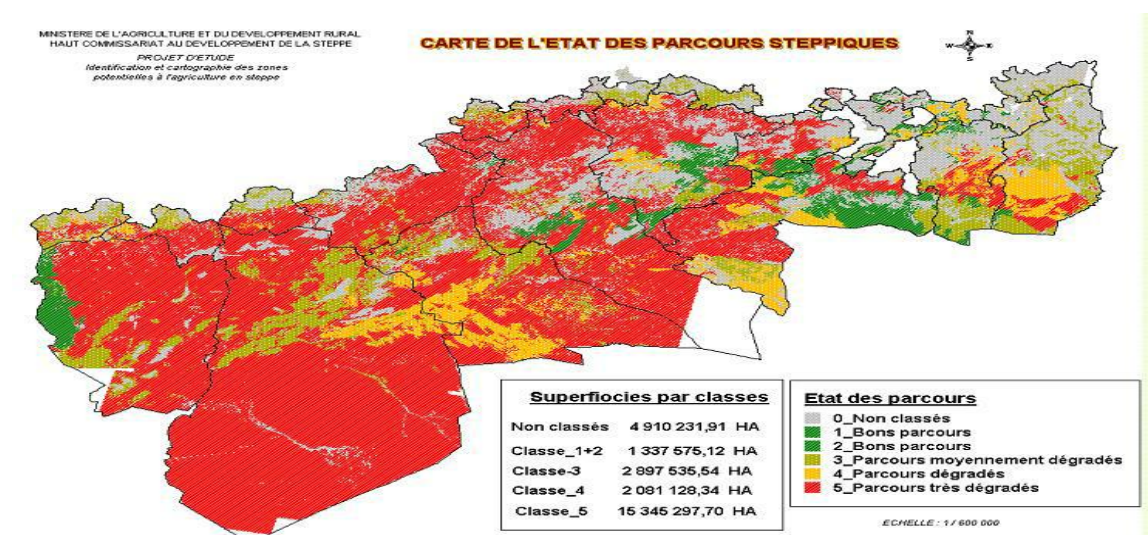 MINISTERE DE L'AGRICULTURE ET DU DEVELOPPEMENT RURAL
HAUT COMMISSARIAT AU DEVELOPPEMENT DE LA STEPPE
PROJET D'ETUDE
Identification et cartographie des zones
potentielles à l'agriculture en steppe
CARTE DE L'ETAT DES PARCOURS STEPPIQUES
N
W E
S
Superfiocies par classes
Non classés 4 910 231,91 HA
Classe_1+2 1 337 575,12 HA
Classe-3 2 897 535,54 HA
Classe_4 2 081 128,34 HA
Classe_5 15 345 297,70 HA
Etat des parcours
0_Non classés
1_Bons parcours
2_Bons parcours
3_Parcours moyennement dégradés
4_Parcours dégradés
5_Parcours très dégradés
ECHELLE : 1 / 600 000